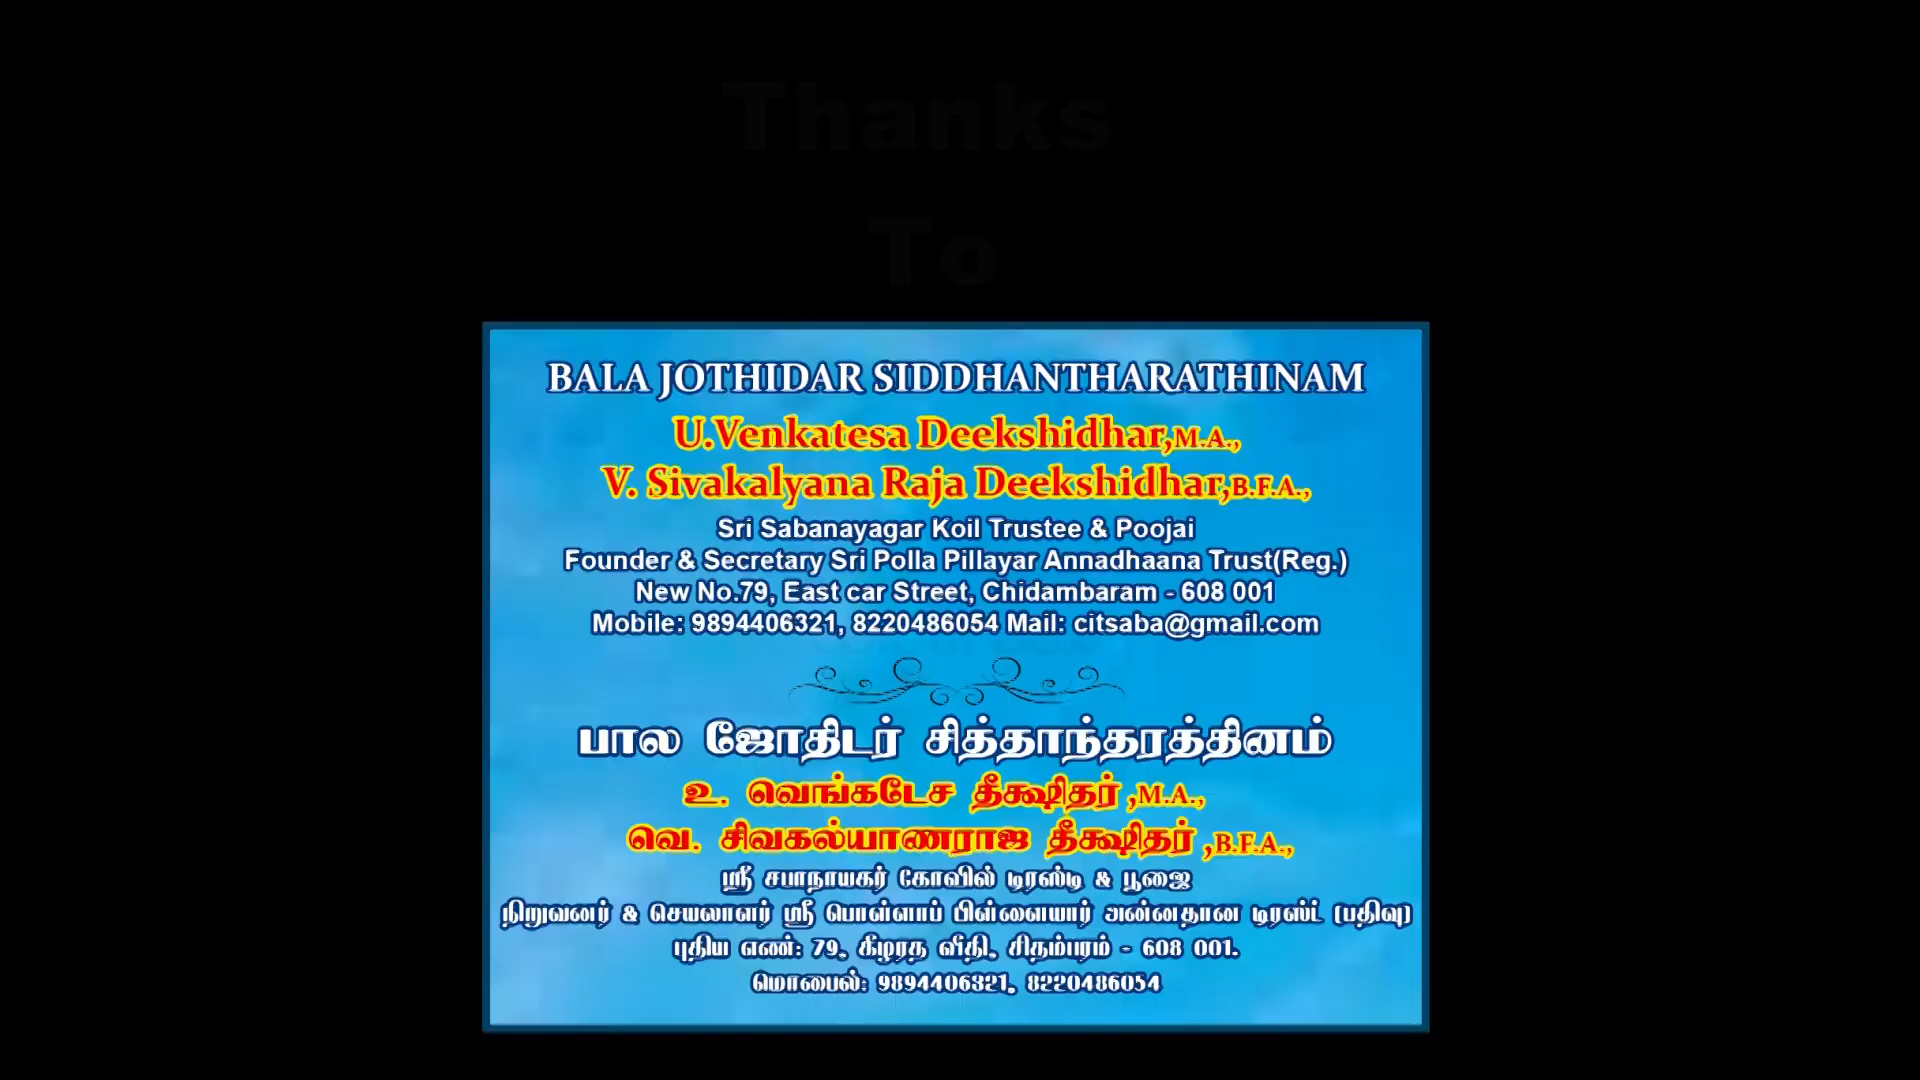 Thanks
To
BALA JOTHIDAR SIDDHANTHARATHINAM
U.Venkatesa Deekshidhar,M.A.,
V. Sivakalyana Raja Deekshidhar,B.F.A.,
Sri Sabanayagar Koil Trustee & Poojai
Founder & Secretary Sri Polla Pillayar Annadhaana Trust(Reg.)
New No.79, East car Street, Chidambaram - 608 001
Mobile: 9894406321, 8220486054 Mail: citsaba@gmail.com
பால ஜோதிடர் சித்தாந்தரத்தினம்
உ. வெங்கடேச தீக்ஷிதர் ,M.A.,
வெ. சிவகல்யாணராஜ தீக்ஷிதர் ,B.F.A.,
ஸ்ரீ சபாநாயகர் கோவில் டிரஸ்டி & பூஜை
நிறுவனர் & செயலாளர் ஸ்ரீ பொள்ளாப் பிள்ளையார் அன்னதான டிரஸ்ட் (பதிவு)
புதிய எண்: 79, கீழரத வீதி, சிதம்பரம் - 608 001.
மொபைல்: 9894406321, 8220486054